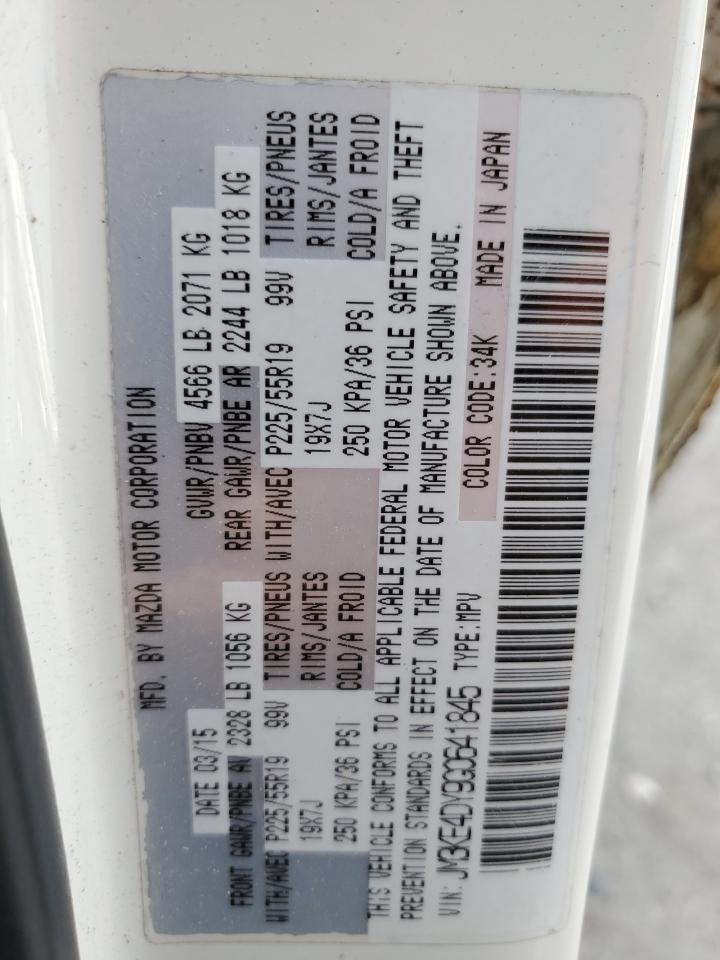 MFD. BY MAZDA MOTOR CORPORATION
DATE 03/15 GVWR/PNBV 4566 LB 2071 KG
FRONT GAWR/PNBE AV 2328 LB 1056 KG REAR GAWR/PNBE AR 2244 LB 1018 KG
WITH/AVEC P225/55R19 99V TIRES/PNEUS WITH/AVEC P225/55R19 99V TIRES/PNEUS
19X7J RIMS/JANTES 19X7J RIMS/JANTES
250 KPA/36 PSI COLD/A FROID 250 KPA/36 PSI COLD/A FROID
THIS VEHICLE CONFORMS TO ALL APPLICABLE FEDERAL MOTOR VEHICLE SAFETY AND THEFT
PREVENTION STANDARDS IN EFFECT ON THE DATE OF MANUFACTURE SHOWN ABOVE.
VIN: JM3KE4DY9G0641845 TYPE:MPV COLOR CODE:34K MADE IN JAPAN